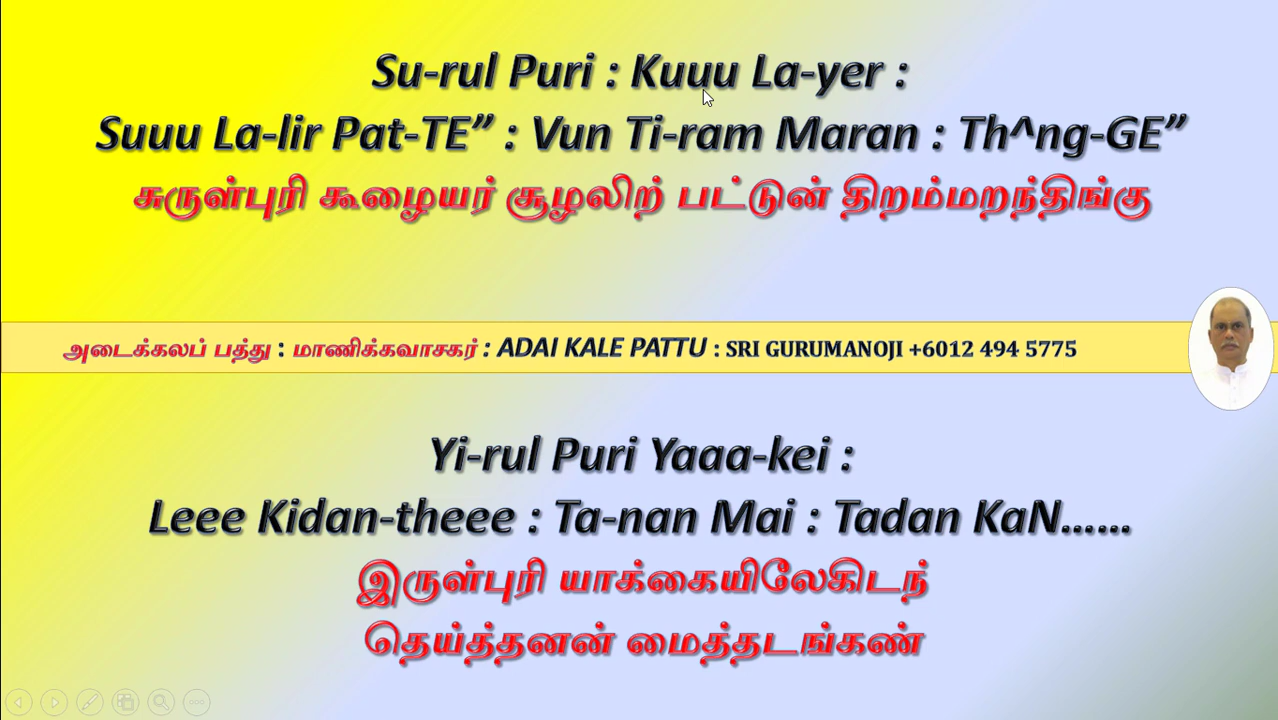 Su-rul Puri : Kuuu La-yer :
Suuu La-lir Pat-TE” : Vun Ti-ram Maran : Th^ng-GE”
சுருள்புரி கூழையர் சூழலிற் பட்டுன் திறம்மறந்திங்கு
அடைக்கலப் பத்து : மாணிக்கவாசகர் : ADAI KALE PATTU : SRI GURUMANOJI +6012 494 5775
Yi-rul Puri Yaaa-kei :
Leee Kidan-theee : Ta-nan Mai : Tadan KaN......
இருள்புரி யாக்கையிலேகிடந்
தெய்த்தனன் மைத்தடங்கண்